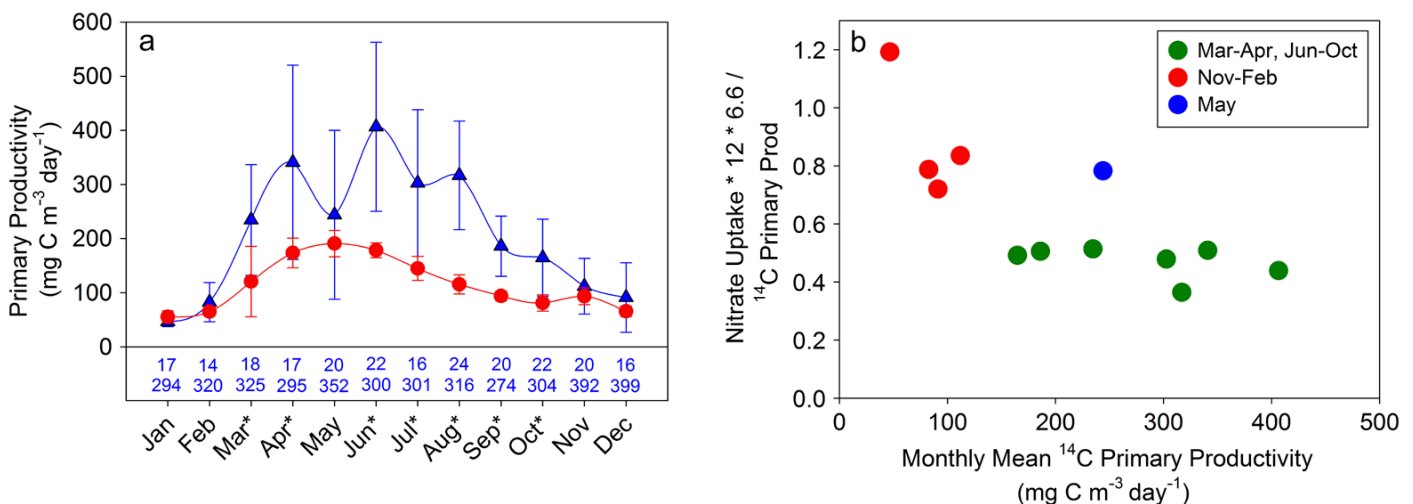 a
Primary Productivity
(mg C m⁻³ day⁻¹)
600
500
400
300
200
100
0
17 14 18 17 20 22 16 24 20 22 20 16
294 320 325 295 352 300 301 316 274 304 392 399
Jan Feb Mar* Apr* May Jun* Jul* Aug* Sep* Oct* Nov Dec
b
Nitrate Uptake * 12 * 6.6 /
¹⁴C Primary Prod
1.2
1.0
0.8
0.6
0.4
0.2
0.0
Mar-Apr, Jun-Oct
Nov-Feb
May
0 100 200 300 400 500
Monthly Mean ¹⁴C Primary Productivity
(mg C m⁻³ day⁻¹)